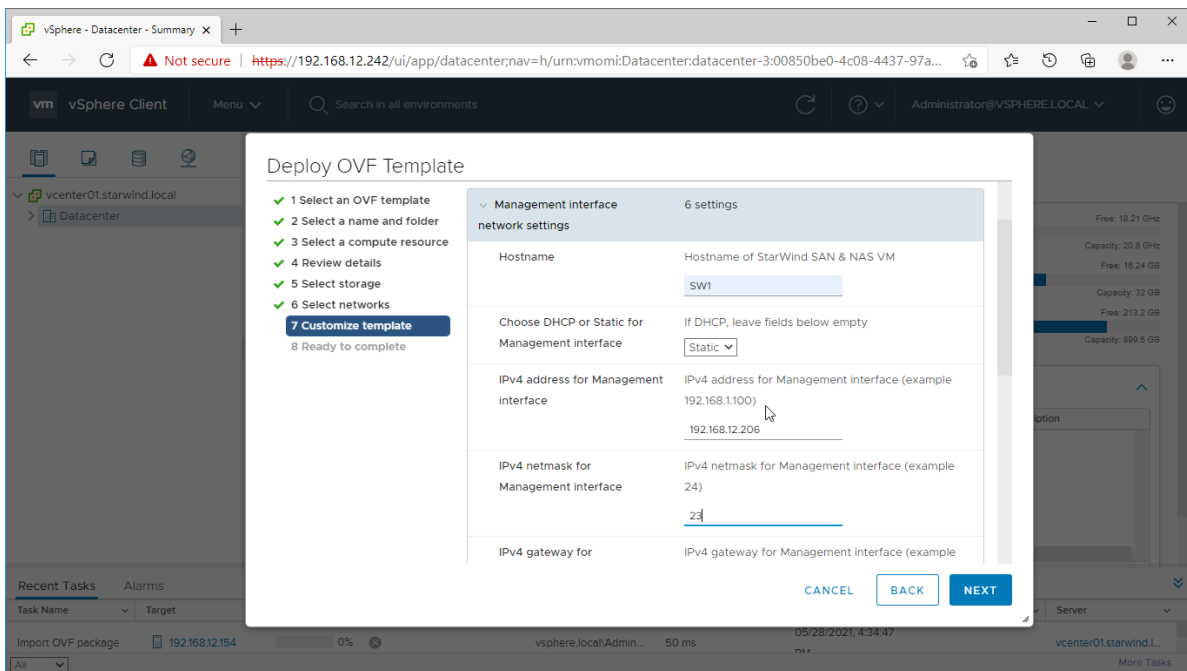 vSphere - Datacenter - Summary
Not secure
https://192.168.12.242/ui/app/datacenter;nav=h/urn:vmomi:Datacenter:datacenter-3:00850be0-4c08-4437-97a...
vm vSphere Client
Menu
Search in all environments
Administrator@VSPHERE.LOCAL
vcenter01.starwind.local
Datacenter
Deploy OVF Template
1 Select an OVF template
2 Select a name and folder
3 Select a compute resource
4 Review details
5 Select storage
6 Select networks
7 Customize template
8 Ready to complete
Management interface
network settings
6 settings
Hostname
Hostname of StarWind SAN & NAS VM
SW1
Choose DHCP or Static for
Management interface
If DHCP, leave fields below empty
Static
IPv4 address for Management
interface
IPv4 address for Management interface (example
192.168.1.100)
192.168.12.206
IPv4 netmask for
Management interface
IPv4 netmask for Management interface (example
24)
23
IPv4 gateway for
IPv4 gateway for Management interface (example
CANCEL
BACK
NEXT
Free: 18.21 GHz
Capacity: 20.8 GHz
Free: 16.24 GB
Capacity: 32 GB
Free: 213.2 GB
Capacity: 899.5 GB
Recent Tasks
Alarms
Task Name
Target
Server
Import OVF package
192.168.12.154
0%
vsphere.local\Admin...
50 ms
05/28/2021, 4:34:47
vcenter01.starwind.l...
All
More Tasks